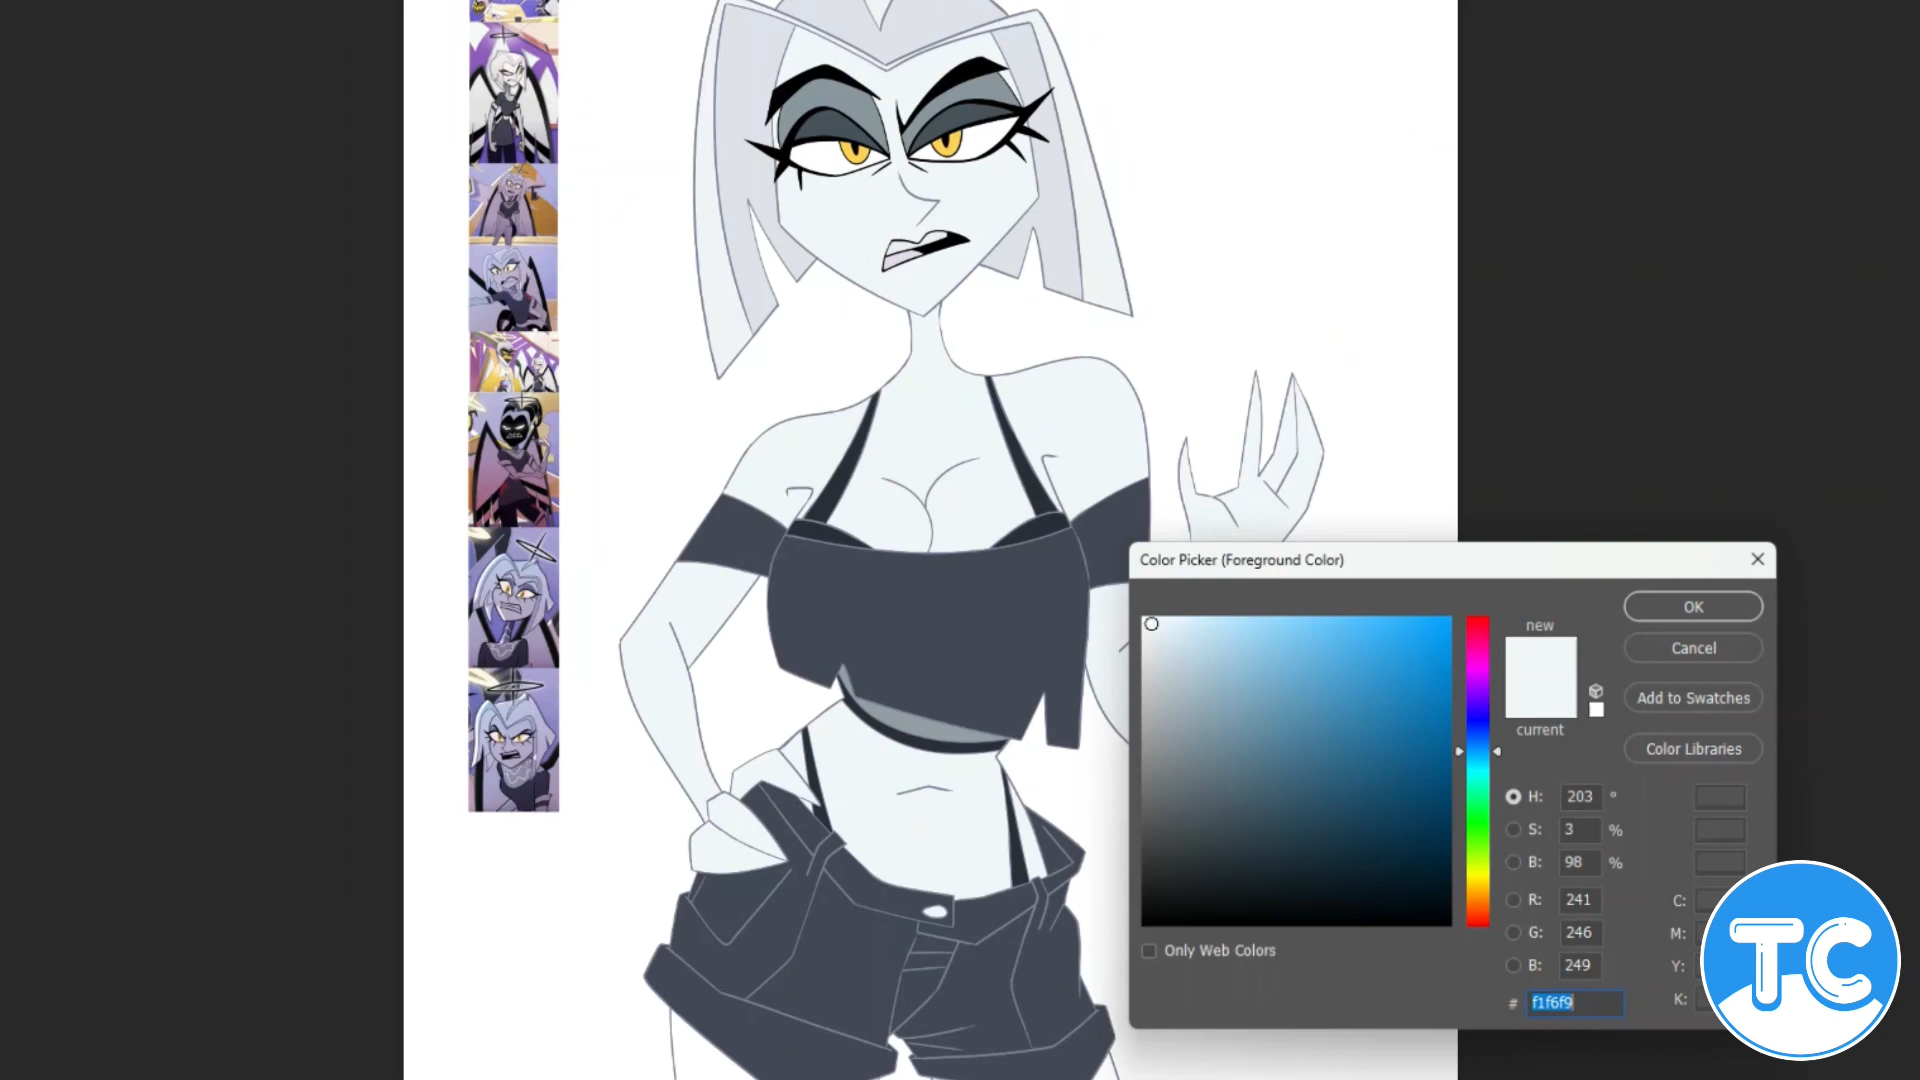 Color Picker (Foreground Color)
new
OK
Cancel
Add to Swatches
current
Color Libraries
H: 203 °
S: 3 %
B: 98 %
R: 241
C:
G: 246
M:
B: 249
Y:
# f1f6f9
K:
Only Web Colors
TC